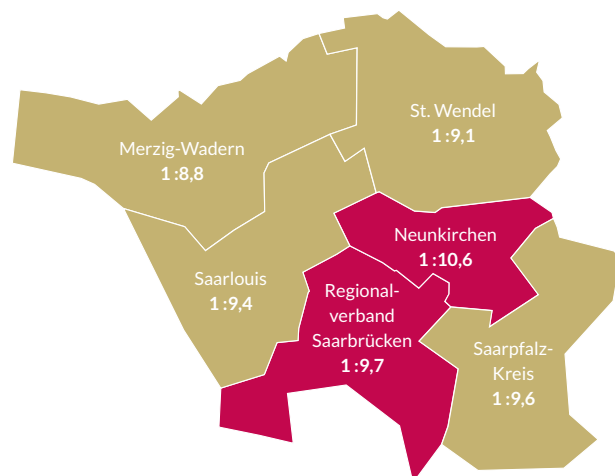 St. Wendel
1:9,1
Merzig-Wadern
1:8,8
Neunkirchen
1:10,6
Saarlouis
1:9,4
Regional-
verband
Saarbrücken
1:9,7
Saarpfalz-
Kreis
1:9,6